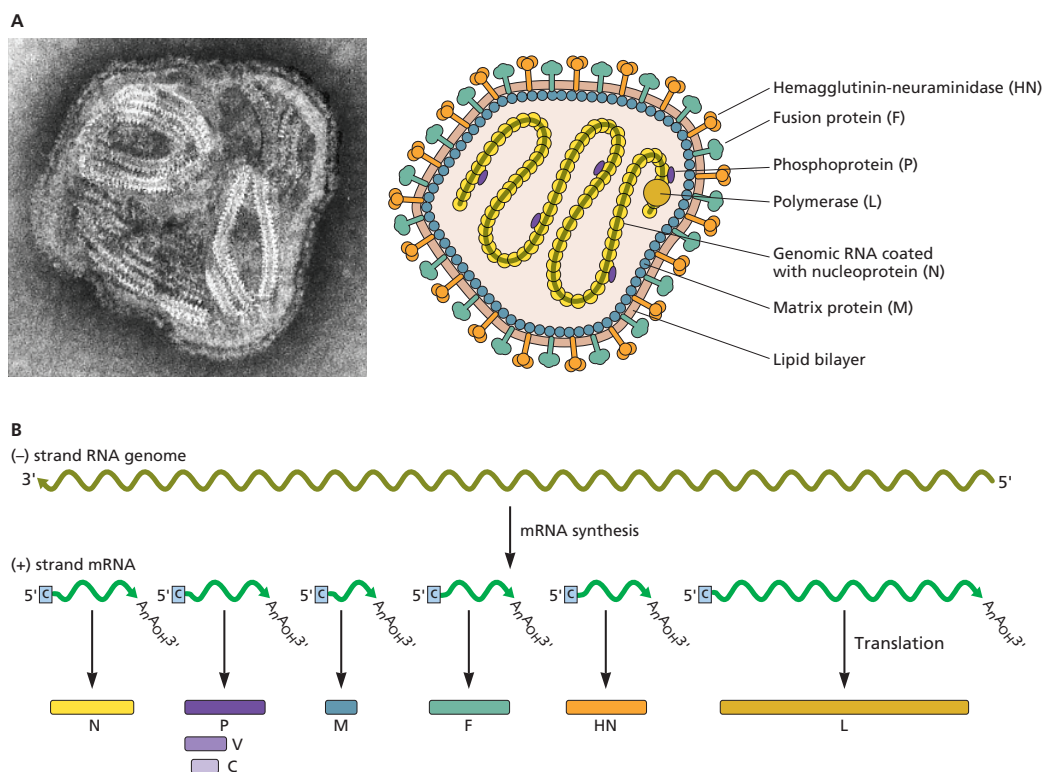 A
Hemagglutinin-neuraminidase (HN)
Fusion protein (F)
Phosphoprotein (P)
Polymerase (L)
Genomic RNA coated
with nucleoprotein (N)
Matrix protein (M)
Lipid bilayer
B
(–) strand RNA genome
3' 5'
mRNA synthesis
(+) strand mRNA
5' C AnAOH3' 5' C AnAOH3' 5' C AnAOH3' 5' C AnAOH3' 5' C AnAOH3' 5' C AnAOH3'
Translation
N P M F HN L
V
C